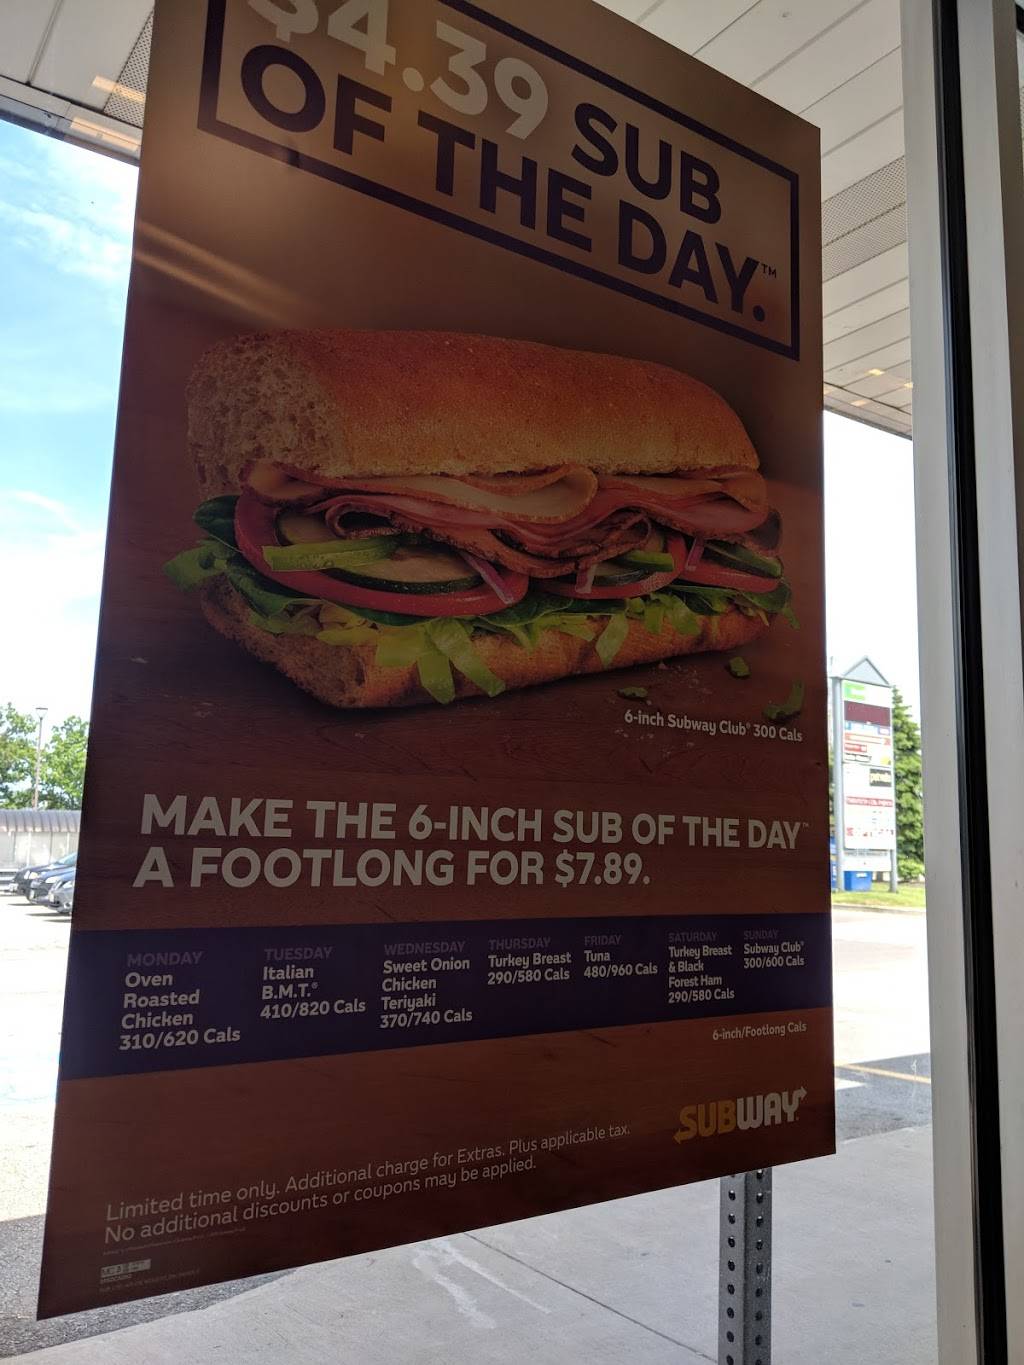 $4.39 SUB
OF THE DAY.™
6-inch Subway Club® 300 Cals
MAKE THE 6-INCH SUB OF THE DAY™
A FOOTLONG FOR $7.89.
MONDAY
Oven
Roasted
Chicken
310/620 Cals
TUESDAY
Italian
B.M.T.®
410/820 Cals
WEDNESDAY
Sweet Onion
Chicken
Teriyaki
370/740 Cals
THURSDAY
Turkey Breast
290/580 Cals
FRIDAY
Tuna
480/960 Cals
SATURDAY
Turkey Breast
& Black
Forest Ham
290/580 Cals
SUNDAY
Subway Club®
300/600 Cals
6-inch/Footlong Cals
SUBWAY
Limited time only. Additional charge for Extras. Plus applicable tax.
No additional discounts or coupons may be applied.